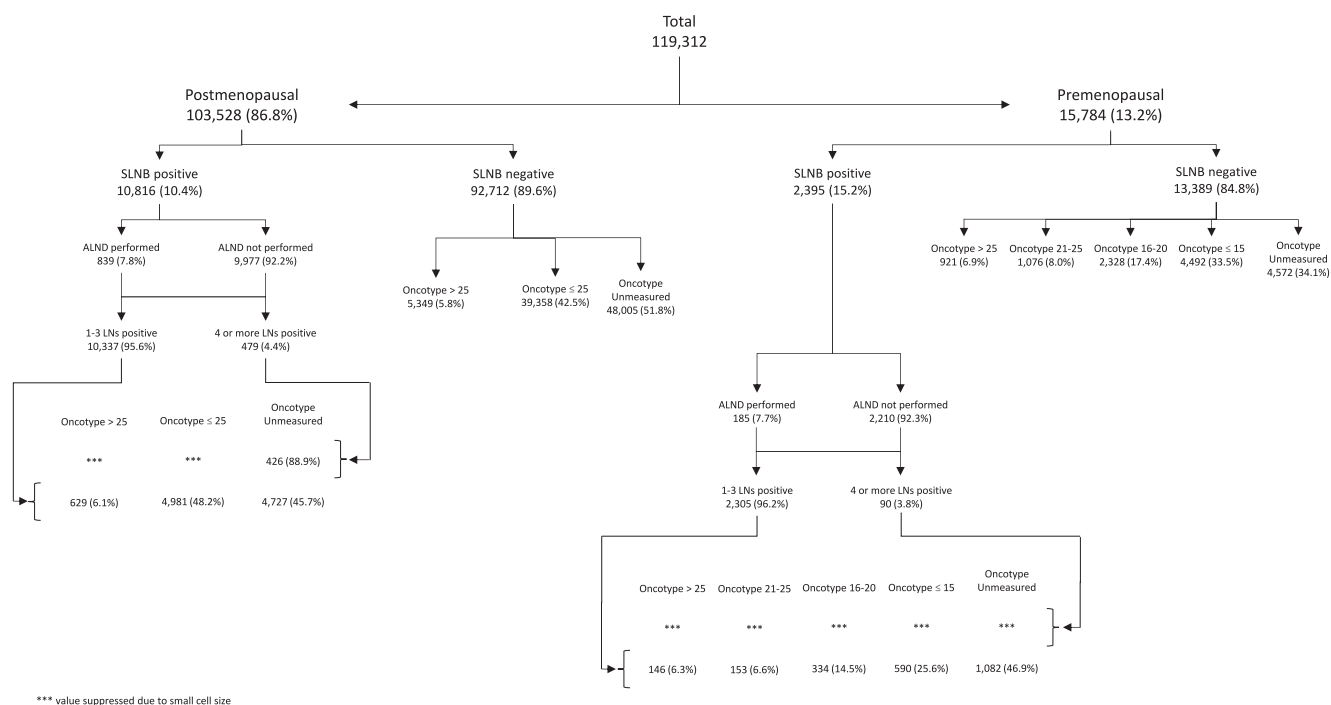 Total
119,312
Postmenopausal
103,528 (86.8%)
Premenopausal
15,784 (13.2%)
SLNB positive
10,816 (10.4%)
SLNB negative
92,712 (89.6%)
SLNB positive
2,395 (15.2%)
SLNB negative
13,389 (84.8%)
ALND performed
839 (7.8%)
ALND not performed
9,977 (92.2%)
Oncotype > 25
5,349 (5.8%)
Oncotype ≤ 25
39,358 (42.5%)
Oncotype
Unmeasured
48,005 (51.8%)
Oncotype > 25
921 (6.9%)
Oncotype 21-25
1,076 (8.0%)
Oncotype 16-20
2,328 (17.4%)
Oncotype ≤ 15
4,492 (33.5%)
Oncotype
Unmeasured
4,572 (34.1%)
1-3 LNs positive
10,337 (95.6%)
4 or more LNs positive
479 (4.4%)
Oncotype > 25
Oncotype ≤ 25
Oncotype
Unmeasured
*** *** 426 (88.9%)
629 (6.1%) 4,981 (48.2%) 4,727 (45.7%)
ALND performed
185 (7.7%)
ALND not performed
2,210 (92.3%)
1-3 LNs positive
2,305 (96.2%)
4 or more LNs positive
90 (3.8%)
Oncotype > 25
Oncotype 21-25
Oncotype 16-20
Oncotype ≤ 15
Oncotype
Unmeasured
*** *** *** *** ***
146 (6.3%) 153 (6.6%) 334 (14.5%) 590 (25.6%) 1,082 (46.9%)
*** value suppressed due to small cell size